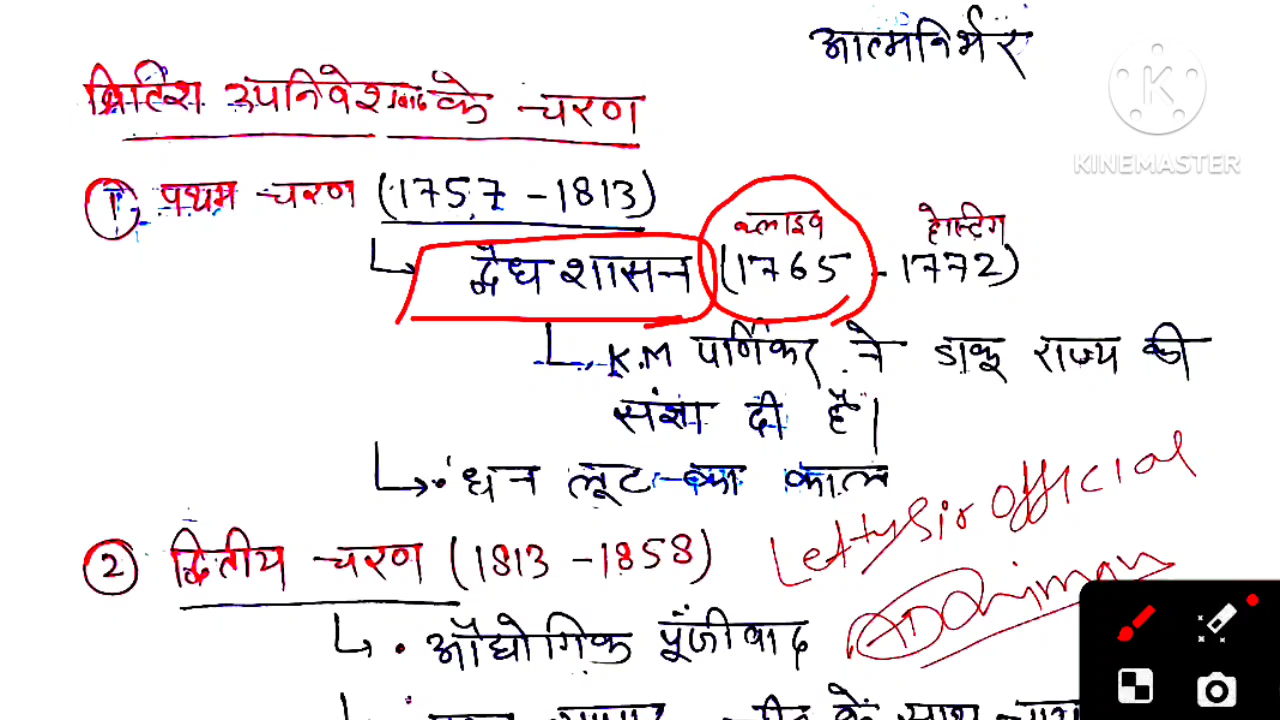 आत्मनिर्भर
ब्रिटिश उपनिवेशवाद के चरण
KINEMASTER
① प्रथम चरण (1757 - 1813)
क्लाइव हेस्टिंग
द्वैध शासन (1765 - 1772)
K.M पणिक्कर ने डाकू राज्य की
संज्ञा दी है।
धन लूट का काल
LettySir Official
② द्वितीय चरण (1813 - 1858)
ADhiman
औद्योगिक पूँजीवाद
के साथ